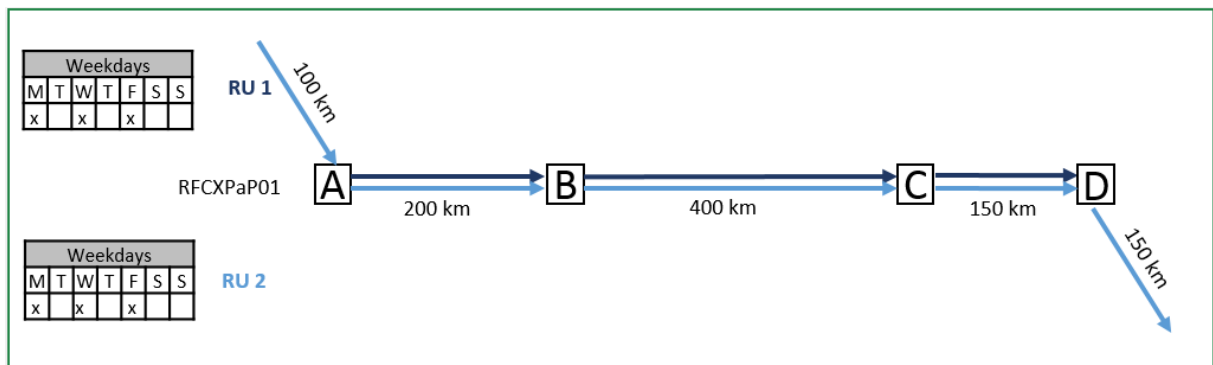 Weekdays
M T W T F S S
x x x
RU 1
100 km
RFCXPaP01
A B C D
200 km
400 km
150 km
Weekdays
M T W T F S S
x x x
RU 2
150 km